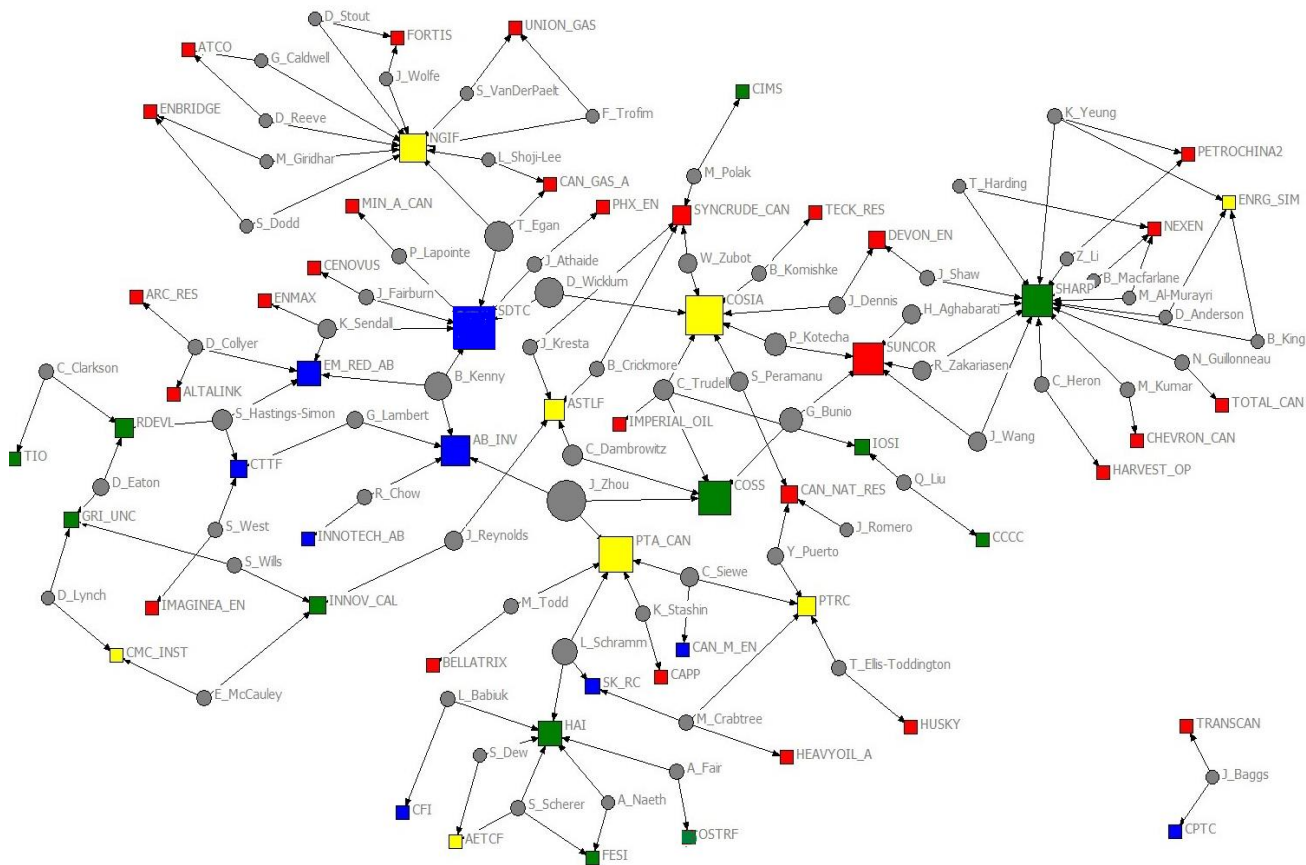 D_Stout
FORTIS
UNION_GAS
ATCO
G_Caldwell
J_Wolfe
S_VanDerPaelt
CIMS
ENBRIDGE
D_Reeve
F_Trofim
K_Yeung
NGIF
M_Giridhar
L_Shoji-Lee
PETROCHINA2
M_Polak
CAN_GAS_A
T_Harding
ENRG_SIM
MIN_A_CAN
PHX_EN
SYNCRUDE_CAN
TECK_RES
S_Dodd
T_Egan
NEXEN
DEVON_EN
P_Lapointe
Z_Li
CENOVUS
J_Athaide
W_Zubot
B_Komishke
J_Shaw
B_Macfarlane
D_Wicklum
SHARP
M_Al-Murayri
ARC_RES
ENMAX
J_Fairburn
SDTC
COSIA
J_Dennis
H_Aghabarati
D_Anderson
K_Sendall
P_Kotecha
B_King
D_Collyer
J_Kresta
SUNCOR
C_Clarkson
EM_RED_AB
B_Crickmore
R_Zakariasen
N_Guillonneau
ALTALINK
B_Kenny
C_Trudell
S_Peramanu
C_Heron
M_Kumar
S_Hastings-Simon
G_Lambert
ASTLF
G_Bunio
TOTAL_CAN
RDEVL
IMPERIAL_OIL
TIO
AB_INV
C_Dambrowitz
IOSI
J_Wang
CHEVRON_CAN
CTTF
HARVEST_OP
D_Eaton
R_Chow
J_Zhou
COSS
CAN_NAT_RES
Q_Liu
GRI_UNC
S_West
J_Reynolds
J_Romero
INNOTECH_AB
CCCC
PTA_CAN
S_Wills
Y_Puerto
C_Siewe
D_Lynch
IMAGINEA_EN
INNOV_CAL
M_Todd
K_Stashin
PTRC
CMC_INST
BELLATRIX
L_Schramm
CAN_M_EN
T_Ellis-Toddington
CAPP
SK_RC
E_McCauley
L_Babiuk
M_Crabtree
HUSKY
TRANSCAN
HAI
S_Dew
HEAVYOIL_A
A_Fair
J_Baggs
CFI
S_Scherer
A_Naeth
CPTC
AETCF
OSTRF
FESI